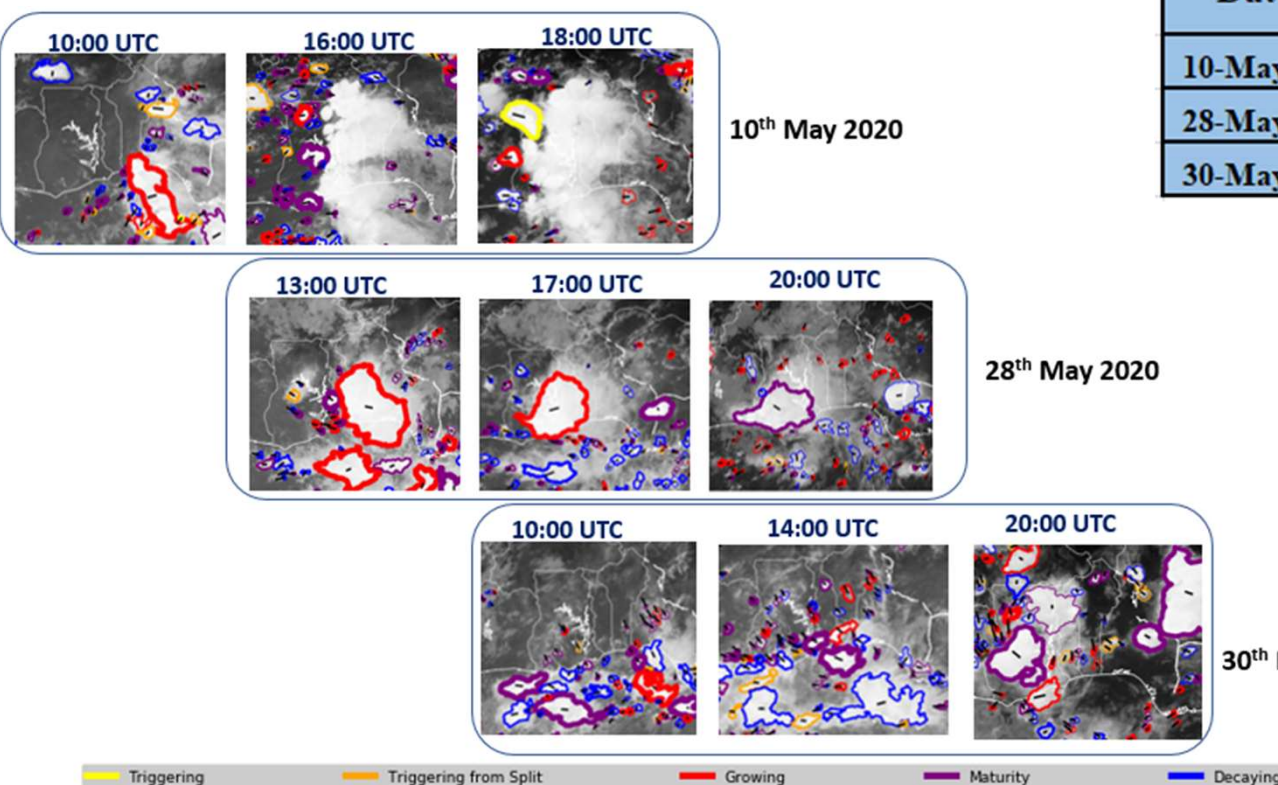 10:00 UTC
16:00 UTC
18:00 UTC
10th May 2020
10-May
28-May
30-May
13:00 UTC
17:00 UTC
20:00 UTC
28th May 2020
10:00 UTC
14:00 UTC
20:00 UTC
30th
Triggering
Triggering from Split
Growing
Maturity
Decaying